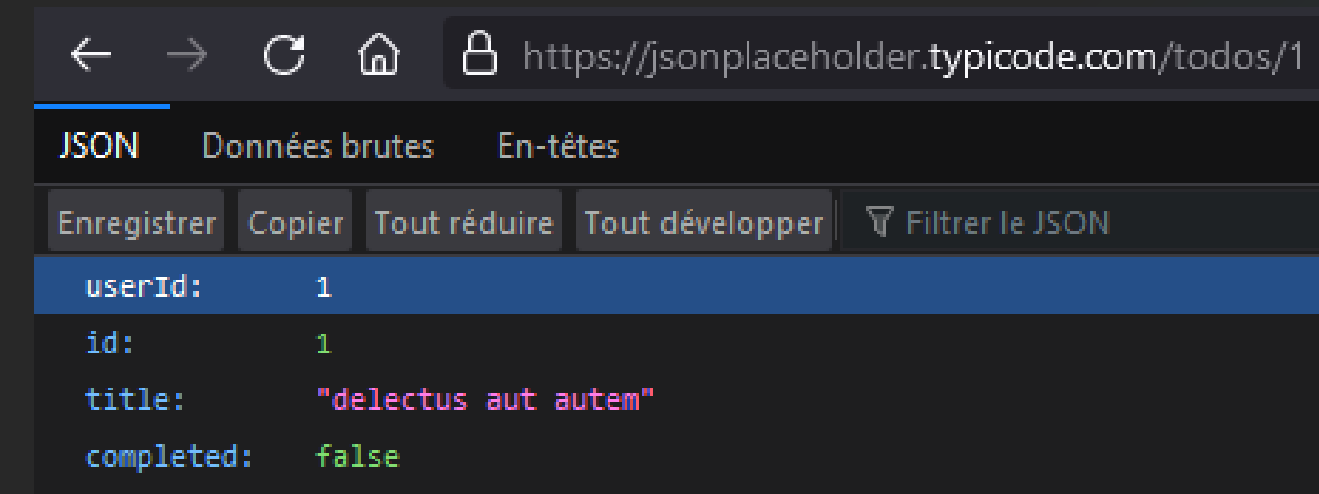 https://jsonplaceholder.typicode.com/todos/1
JSON Données brutes En-têtes
Enregistrer Copier Tout réduire Tout développer Filtrer le JSON
userId: 1
id: 1
title: "delectus aut autem"
completed: false